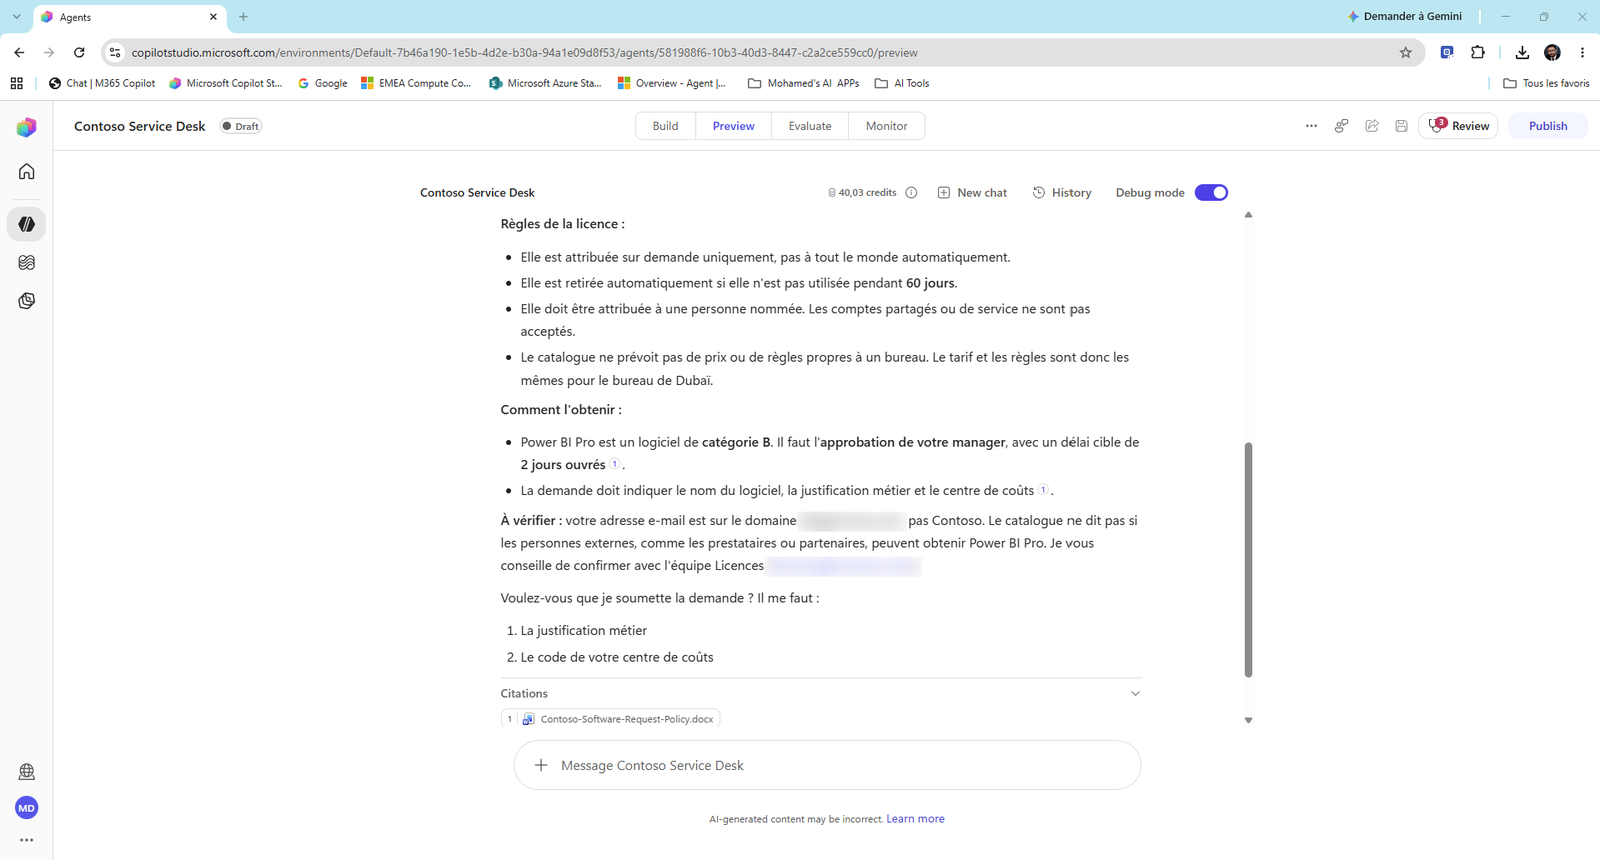 Agents
Demander à Gemini
copilotstudio.microsoft.com/environments/Default-7b46a190-1e5b-4d2e-b30a-94a1e09d8f53/agents/581988f6-10b3-40d3-8447-c2a2ce559cc0/preview
Chat | M365 Copilot
Microsoft Copilot St...
Google
EMEA Compute Co...
Microsoft Azure Sta...
Overview - Agent |...
Mohamed's AI APPs
AI Tools
Tous les favoris
Contoso Service Desk
Draft
Build
Preview
Evaluate
Monitor
3
Review
Publish
Contoso Service Desk
40,03 credits
New chat
History
Debug mode
Règles de la licence :
• Elle est attribuée sur demande uniquement, pas à tout le monde automatiquement.
• Elle est retirée automatiquement si elle n'est pas utilisée pendant 60 jours.
• Elle doit être attribuée à une personne nommée. Les comptes partagés ou de service ne sont pas
acceptés.
• Le catalogue ne prévoit pas de prix ou de règles propres à un bureau. Le tarif et les règles sont donc les
mêmes pour le bureau de Dubaï.
Comment l'obtenir :
• Power BI Pro est un logiciel de catégorie B. Il faut l'approbation de votre manager, avec un délai cible de
2 jours ouvrés 1 .
• La demande doit indiquer le nom du logiciel, la justification métier et le centre de coûts 1 .
À vérifier : votre adresse e-mail est sur le domaine pas Contoso. Le catalogue ne dit pas si
les personnes externes, comme les prestataires ou partenaires, peuvent obtenir Power BI Pro. Je vous
conseille de confirmer avec l'équipe Licences
Voulez-vous que je soumette la demande ? Il me faut :
1. La justification métier
2. Le code de votre centre de coûts
Citations
1 Contoso-Software-Request-Policy.docx
Message Contoso Service Desk
MD
AI-generated content may be incorrect. Learn more